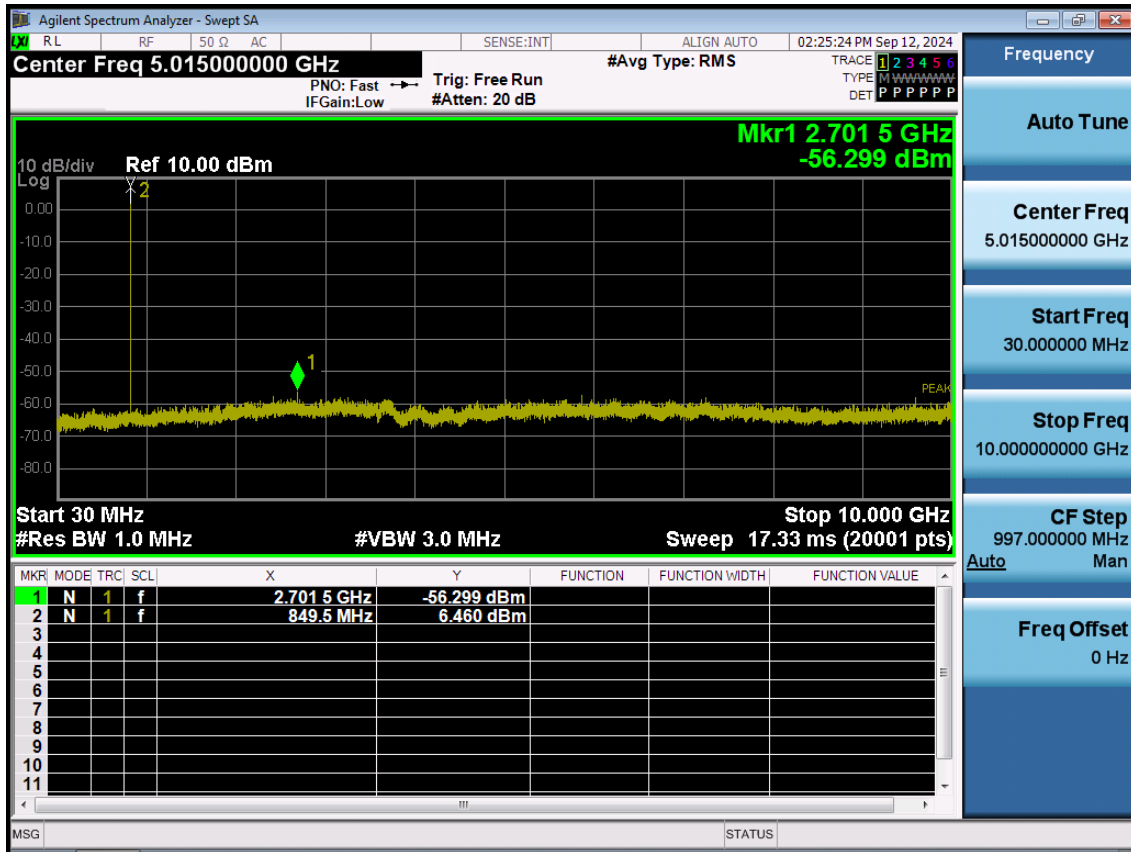 Agilent Spectrum Analyzer - Swept SA
LXI RL RF 50 Ω AC SENSE:INT ALIGN AUTO 02:25:24 PM Sep 12, 2024
Center Freq 5.015000000 GHz
PNO: Fast
IFGain:Low
Trig: Free Run
#Atten: 20 dB
#Avg Type: RMS
TRACE 1 2 3 4 5 6
TYPE M W W W W W
DET P P P P P P
Mkr1 2.701 5 GHz
-56.299 dBm
10 dB/div Ref 10.00 dBm
Log
2
0.00
-10.0
-20.0
-30.0
-40.0
-50.0
1
PEAK
-60.0
-70.0
-80.0
Start 30 MHz Stop 10.000 GHz
#Res BW 1.0 MHz #VBW 3.0 MHz Sweep 17.33 ms (20001 pts)
MKR MODE TRC SCL X Y FUNCTION FUNCTION WIDTH FUNCTION VALUE
1 N 1 f 2.701 5 GHz -56.299 dBm
2 N 1 f 849.5 MHz 6.460 dBm
3
4
5
6
7
8
9
10
11
MSG STATUS
Frequency
Auto Tune
Center Freq
5.015000000 GHz
Start Freq
30.000000 MHz
Stop Freq
10.000000000 GHz
CF Step
997.000000 MHz
Auto Man
Freq Offset
0 Hz